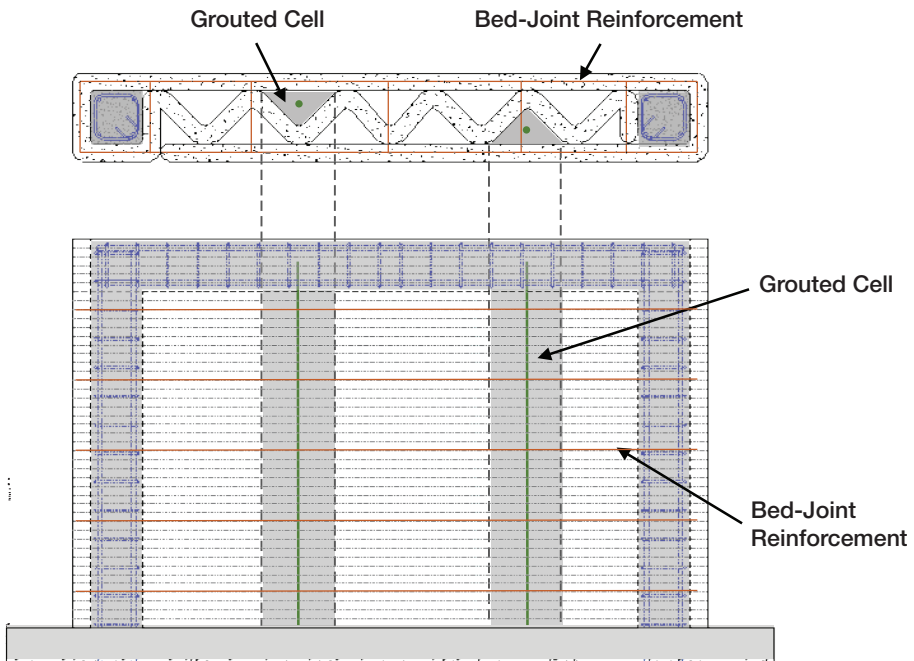 Grouted Cell
Bed-Joint Reinforcement
Grouted Cell
Bed-Joint
Reinforcement